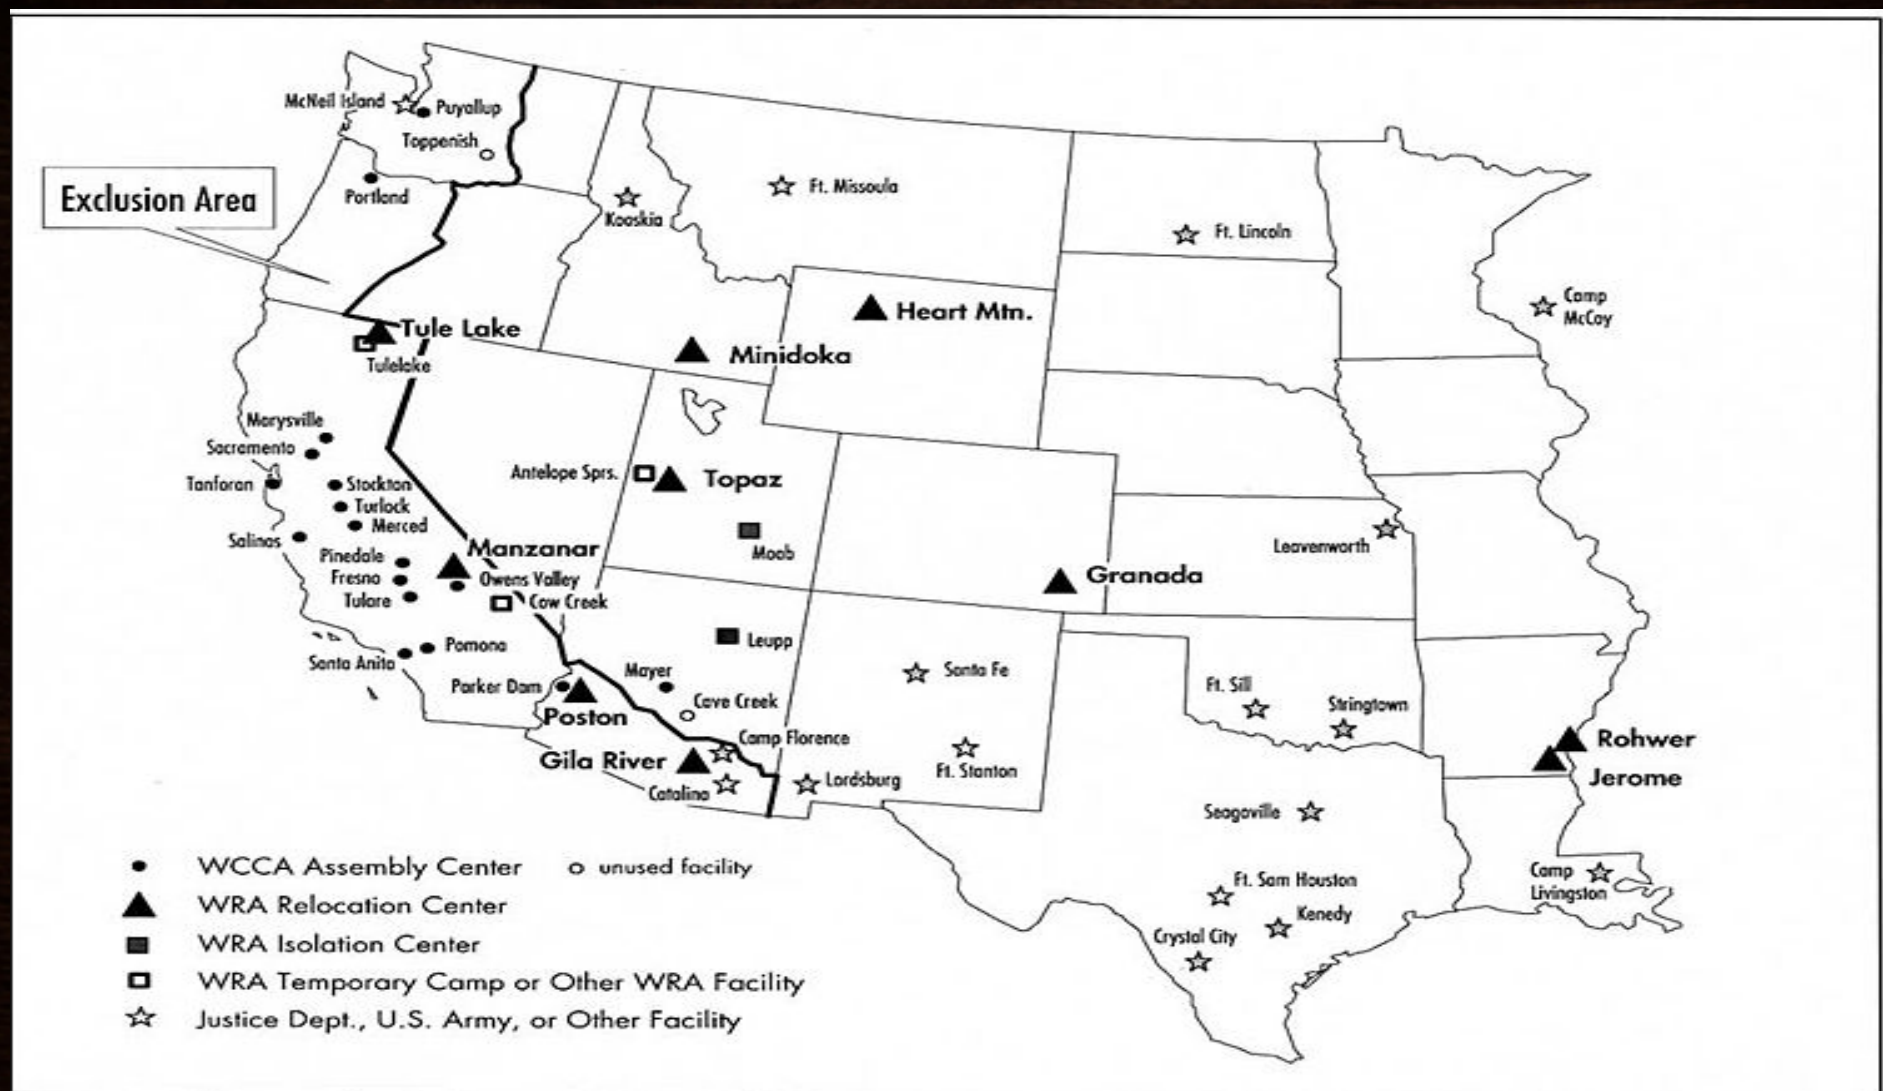 McNeil Island
Puyallup
Toppenish
Exclusion Area
Portland
Kooskia
Ft. Missoula
Ft. Lincoln
Camp
McCoy
Heart Mtn.
Tule Lake
Minidoka
Tulelake
Marysville
Sacramento
Antelope Sprs.
Topaz
Tanforan
Stockton
Turlock
Merced
Salinas
Manzanar
Moab
Leavenworth
Pinedale
Owens Valley
Fresno
Granada
Tulare
Cow Creek
Leupp
Pomona
Santa Anita
Mayer
Santa Fe
Parker Dam
Cave Creek
Ft. Sill
Stringtown
Poston
Camp Florence
Rohwer
Gila River
Ft. Stanton
Jerome
Catalina
Lordsburg
Seagoville
Camp
Livingston
Ft. Sam Houston
Kenedy
Crystal City
WCCA Assembly Center
unused facility
WRA Relocation Center
WRA Isolation Center
WRA Temporary Camp or Other WRA Facility
Justice Dept., U.S. Army, or Other Facility